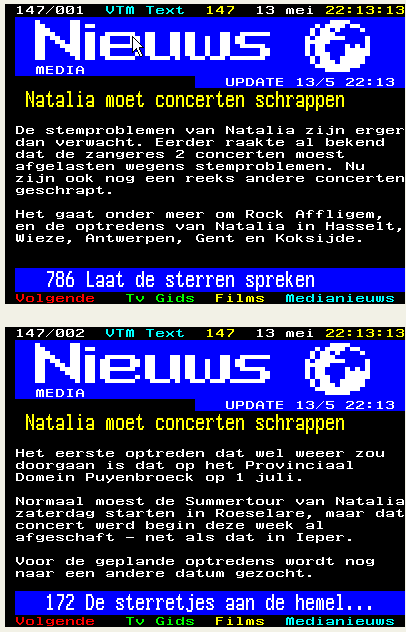 147/001 VTM Text 147 13 mei 22:13:13
Nieuws
MEDIA
UPDATE 13/5 22:13
Natalia moet concerten schrappen
De stemproblemen van Natalia zijn erger
dan verwacht. Eerder raakte al bekend
dat de zangeres 2 concerten moest
afgelasten wegens stemproblemen. Nu
zijn ook nog een reeks andere concerten
geschrapt.
Het gaat onder meer om Rock Affligem,
en de optredens van Natalia in Hasselt,
Wieze, Antwerpen, Gent en Koksijde.
786 Laat de sterren spreken
Volgende Tv Gids Films Medianieuws
147/002 VTM Text 147 13 mei 22:13:13
Nieuws
MEDIA
UPDATE 13/5 22:13
Natalia moet concerten schrappen
Het eerste optreden dat wel weeer zou
doorgaan is dat op het Provinciaal
Domein Puyenbroeck op 1 juli.
Normaal moest de Summertour van Natalia
zaterdag starten in Roeselare, maar dat
concert werd begin deze week al
afgeschaft - net als dat in Ieper.
Voor de geplande optredens wordt nog
naar een andere datum gezocht.
172 De sterretjes aan de hemel...
Volgende Tv Gids Films Medianieuws